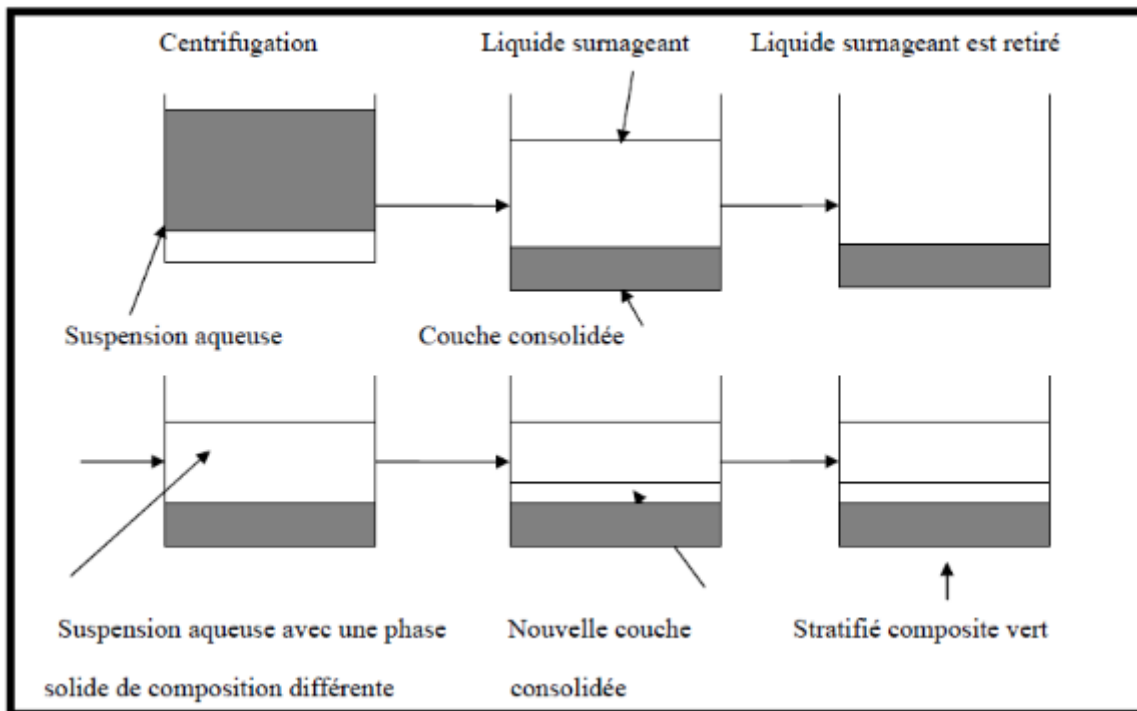 Centrifugation
Liquide surnageant
Liquide surnageant est retiré
Suspension aqueuse
Couche consolidée
Suspension aqueuse avec une phase
solide de composition différente
Nouvelle couche
consolidée
Stratifié composite vert